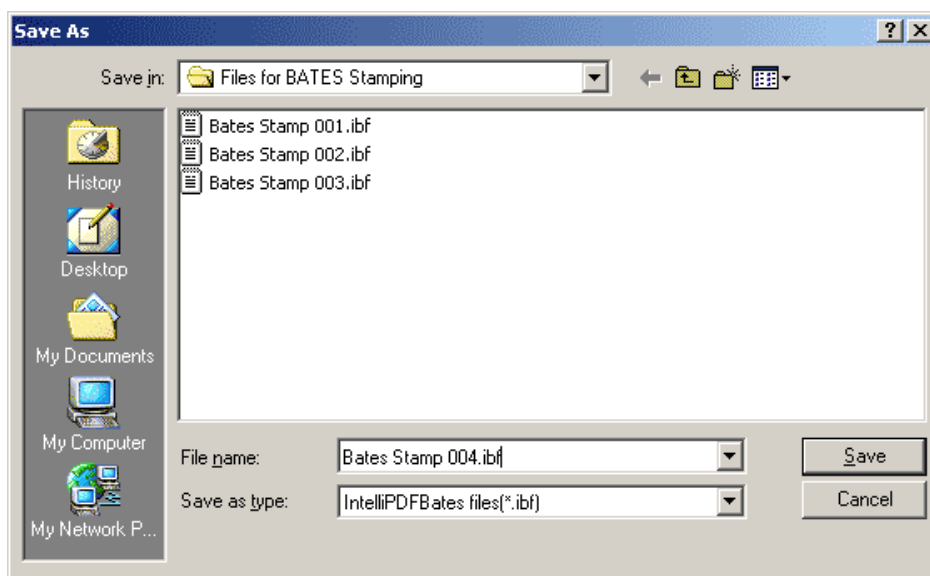 Save As
Save in: Files for BATES Stamping
Bates Stamp 001.ibf
Bates Stamp 002.ibf
Bates Stamp 003.ibf
History
Desktop
My Documents
My Computer
My Network P...
File name: Bates Stamp 004.ibf Save
Save as type: IntelliPDFBates files(*.ibf) Cancel